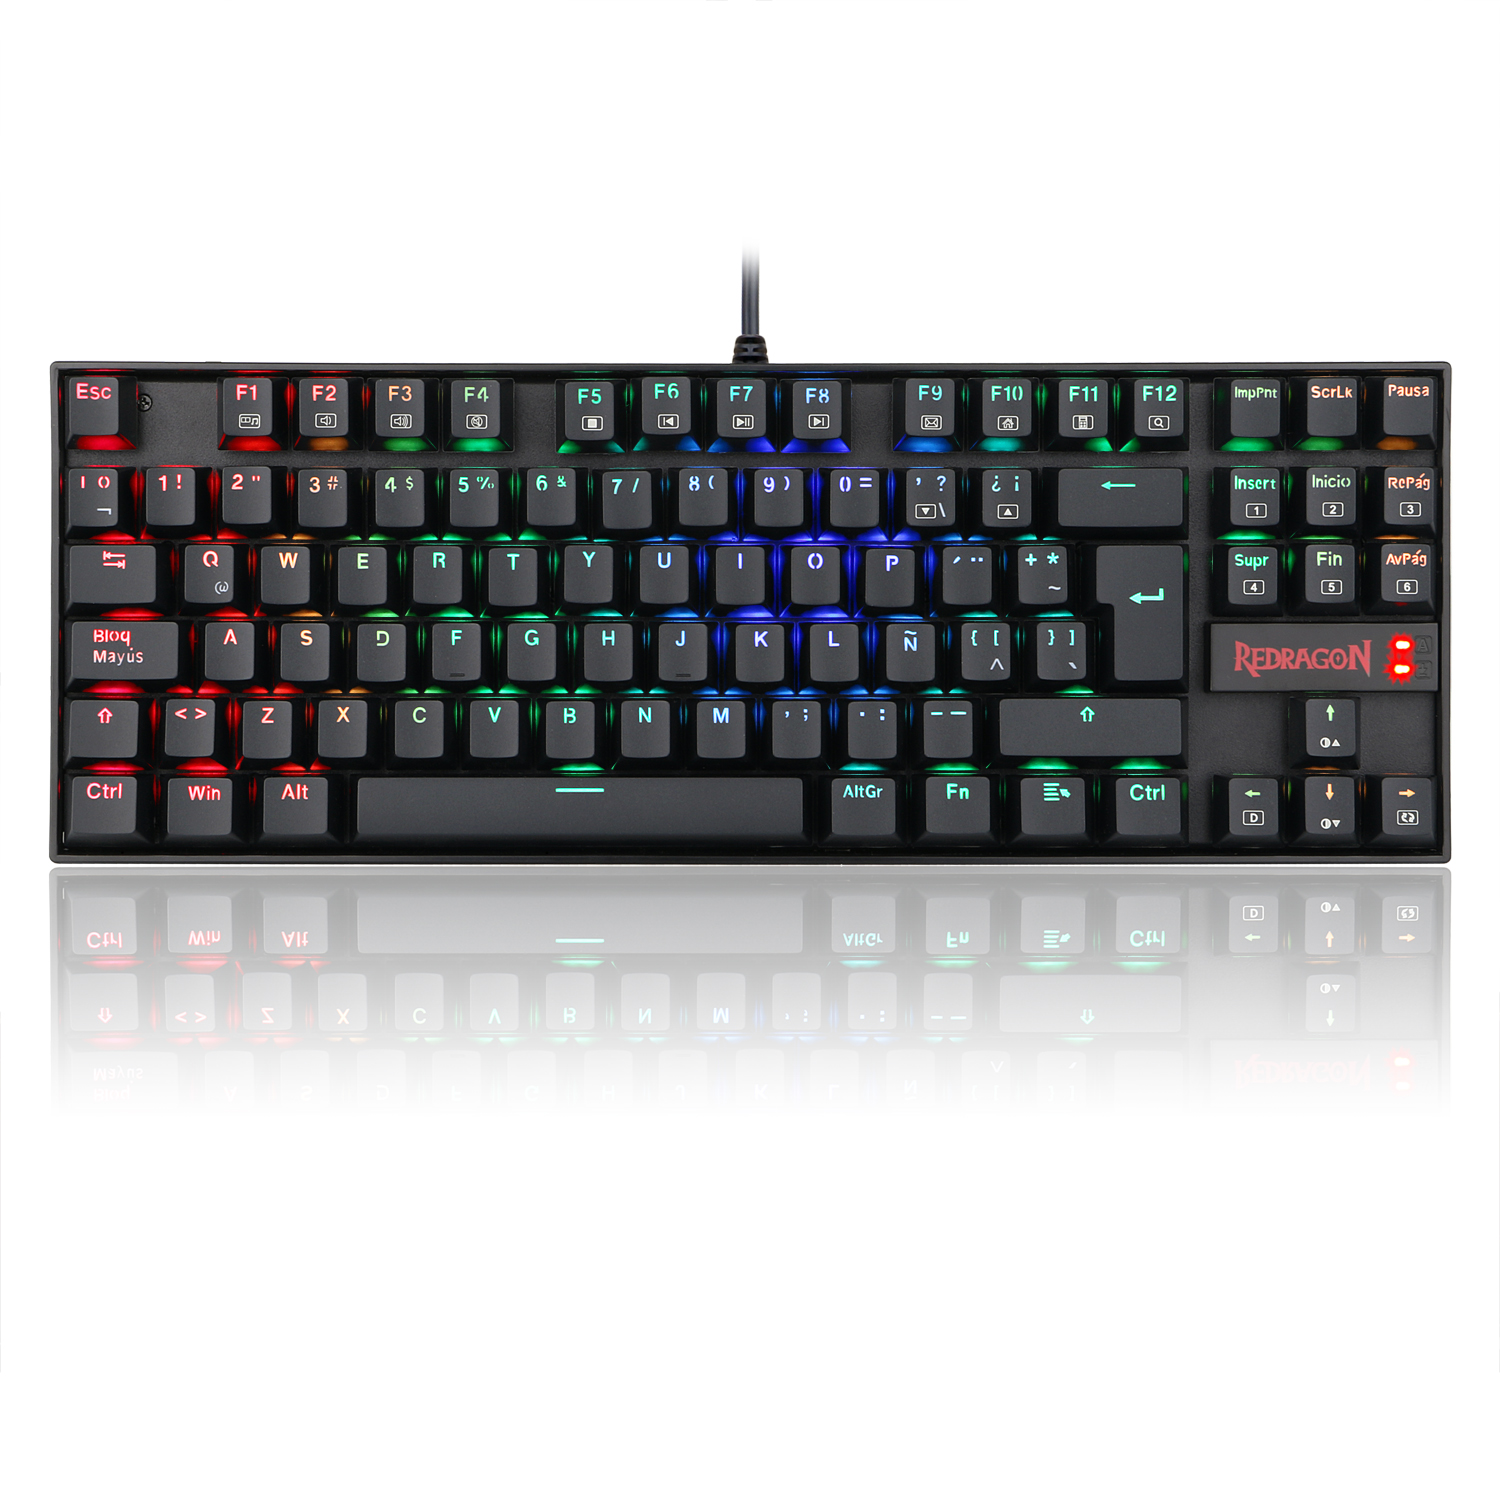 Esc F1 F2 F3 F4 F5 F6 F7 F8 F9 F10 F11 F12 ImpPnt ScrLk Pausa
D
| O ¬ 1 ! 2 " 3 # 4 $ 5 % 6 & 7 / 8 ( 9 ) 0 = ' ? \ ¿ ¡ ← Insert 1 Inicio 2 RePág 3
Q @ W E R T Y U I O P ´ ¨ + * ~ Supr 4 Fin 5 AvPág 6
Bloq
Mayús A S D F G H J K L Ñ { [ ^ } ] ` REDRAGON
⇧ < > Z X C V B N M , ; . : – _ ⇧ ↑
Ctrl Win Alt AltGr Fn Ctrl ← D ↓ →